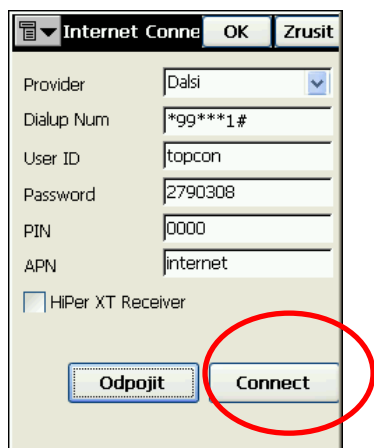 Internet Conne OK Zrusit
Provider Dalsi
Dialup Num *99***1#
User ID topcon
Password 2790308
PIN 0000
APN internet
HiPer XT Receiver
Odpojit Connect